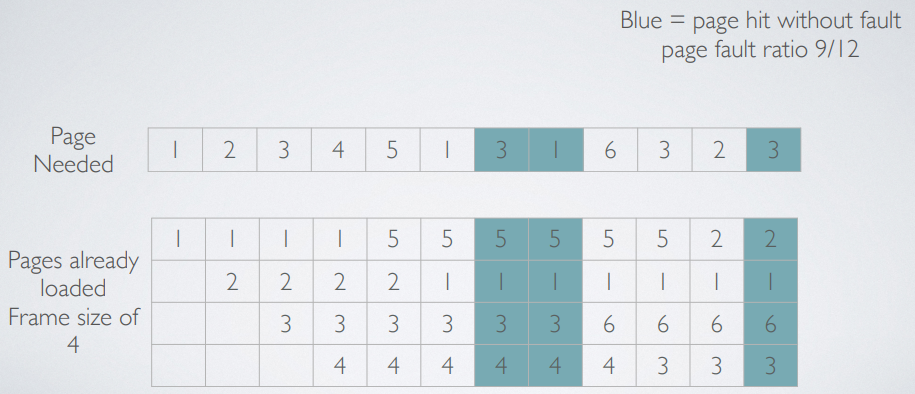 Blue = page hit without fault
page fault ratio 9/12
Page
Needed
1 2 3 4 5 1 3 1 6 3 2 3
Pages already
loaded
Frame size of
4
1 1 1 1 5 5 5 5 5 5 2 2
2 2 2 2 1 1 1 1 1 1 1
3 3 3 3 3 3 6 6 6 6
4 4 4 4 4 4 3 3 3